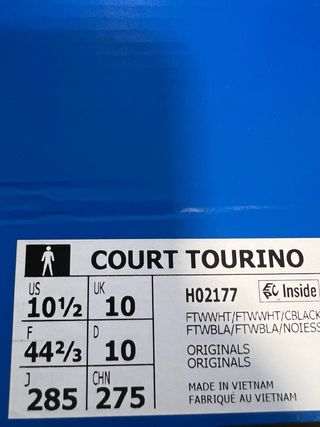 COURT TOURINO
US
10½
UK
10
F
44⅔
D
10
J
285
CHN
275
H02177
Inside
FTWWHT/FTWWHT/CBLACK
FTWBLA/FTWBLA/NOIESS
ORIGINALS
ORIGINALS
MADE IN VIETNAM
FABRIQUÉ AU VIETNAM